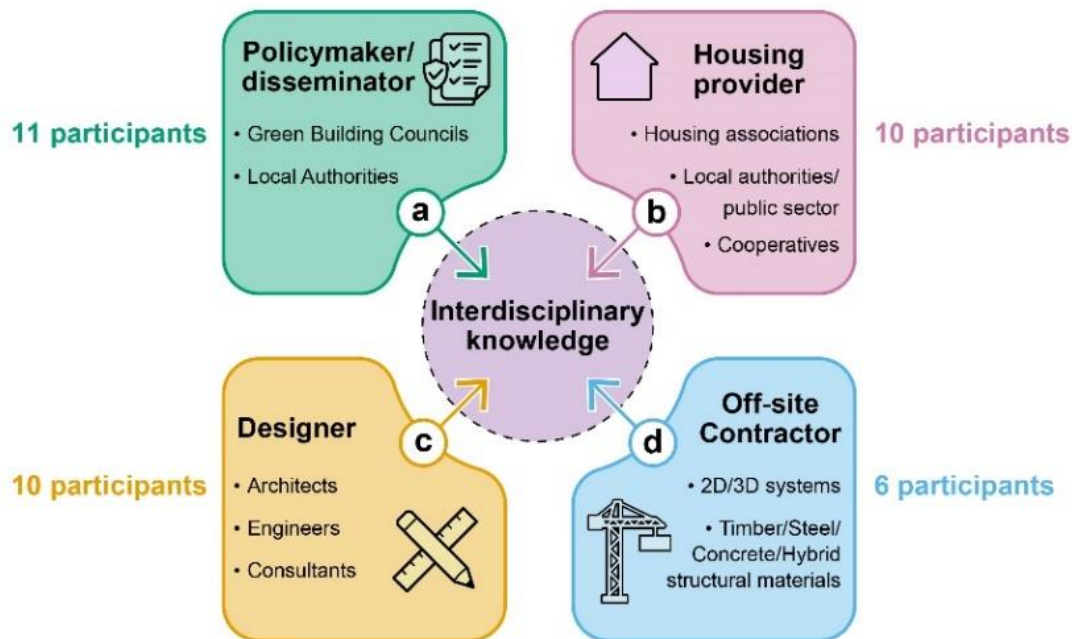 Policymaker/
disseminator
• Green Building Councils
• Local Authorities
11 participants
a
Housing
provider
• Housing associations
• Local authorities/
public sector
• Cooperatives
10 participants
b
Interdisciplinary
knowledge
Designer
• Architects
• Engineers
• Consultants
10 participants
c
Off-site
Contractor
• 2D/3D systems
• Timber/Steel/
Concrete/Hybrid
structural materials
6 participants
d